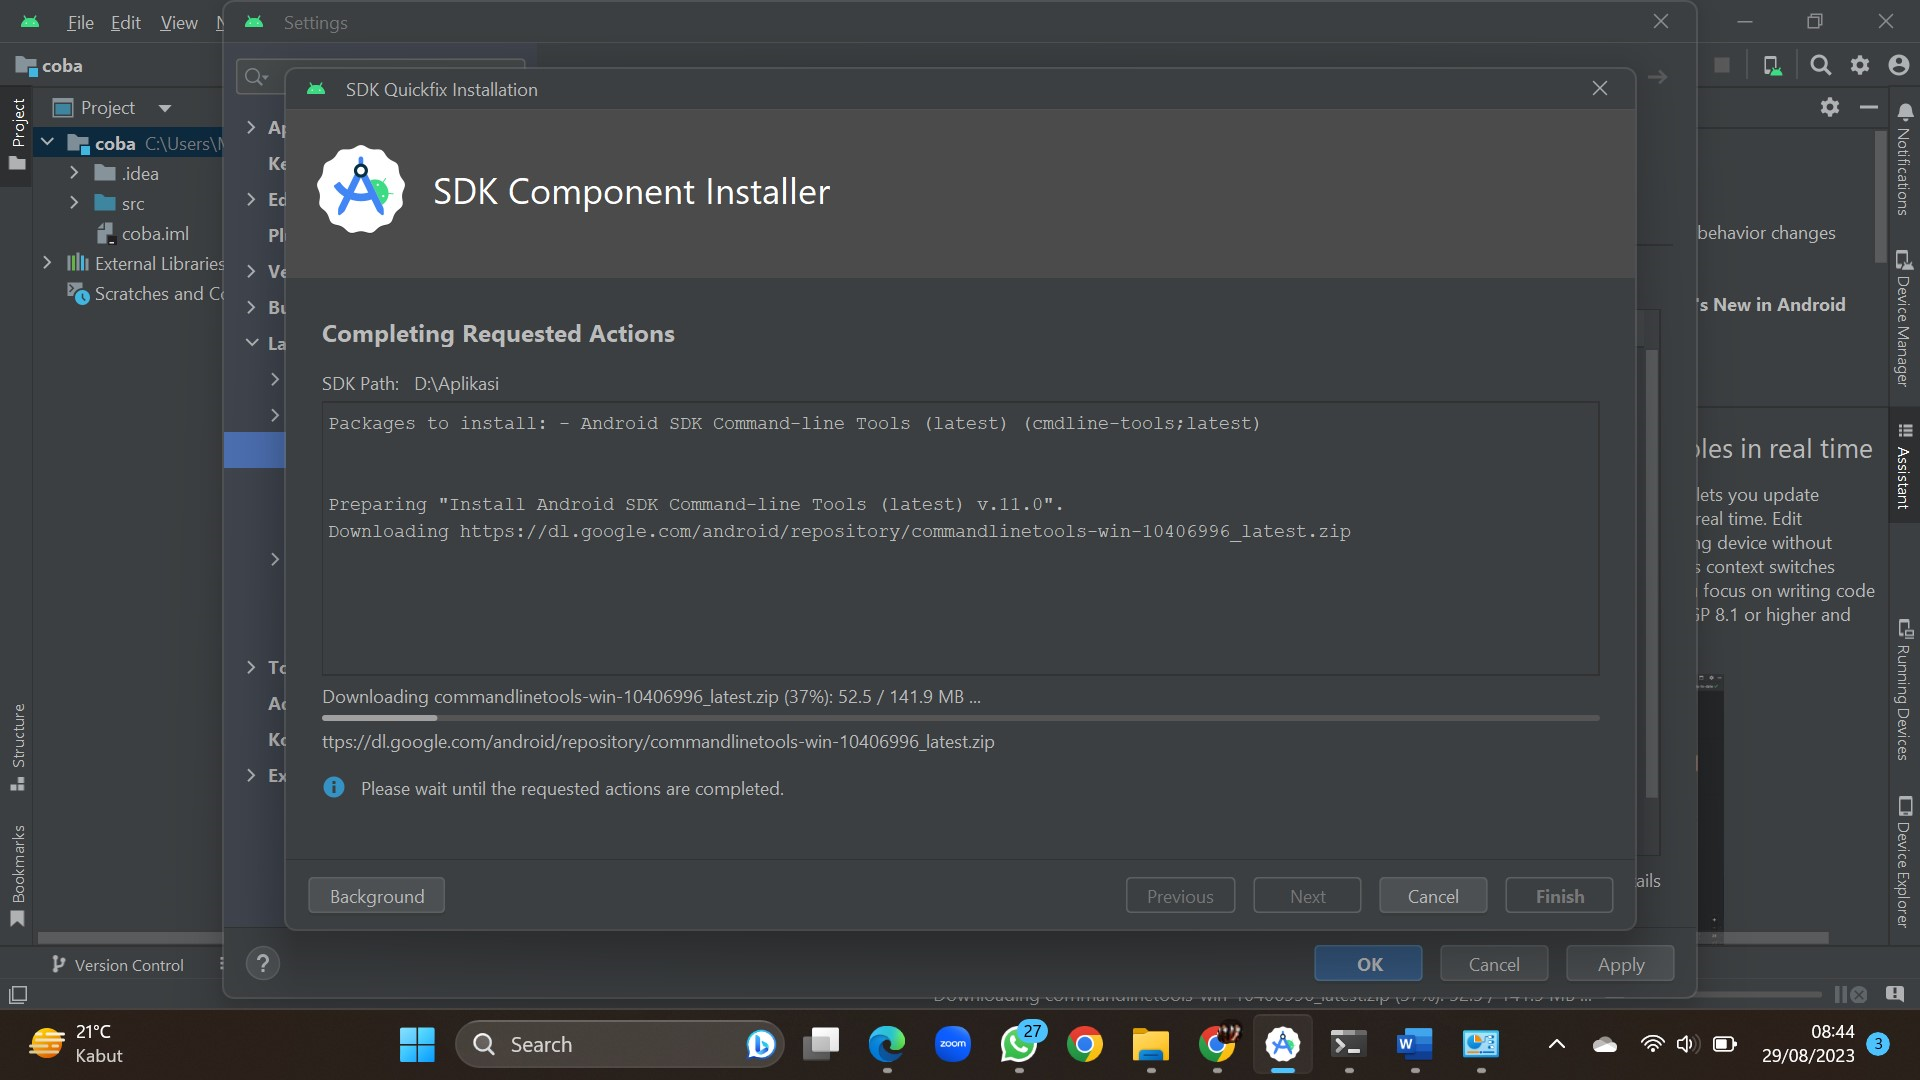 File Edit View
Settings
coba
SDK Quickfix Installation
Project
Project
coba C:\Users\
.idea
src
coba.iml
External Libraries
Scratches and
SDK Component Installer
Completing Requested Actions
SDK Path: D:\Aplikasi
Packages to install: - Android SDK Command-line Tools (latest) (cmdline-tools;latest)
Preparing "Install Android SDK Command-line Tools (latest) v.11.0".
Downloading https://dl.google.com/android/repository/commandlinetools-win-10406996_latest.zip
Downloading commandlinetools-win-10406996_latest.zip (37%): 52.5 / 141.9 MB ...
ttps://dl.google.com/android/repository/commandlinetools-win-10406996_latest.zip
Please wait until the requested actions are completed.
Background
Previous
Next
Cancel
Finish
?
OK
Cancel
Apply
behavior changes
's New in Android
les in real time
lets you update
real time. Edit
device without
context switches
focus on writing code
8.1 or higher and
ails
Notifications
Device Manager
Assistant
Running Devices
Device Explorer
Structure
Bookmarks
Version Control
21°C
Kabut
Search
zoom
27
W
08:44
29/08/2023
3